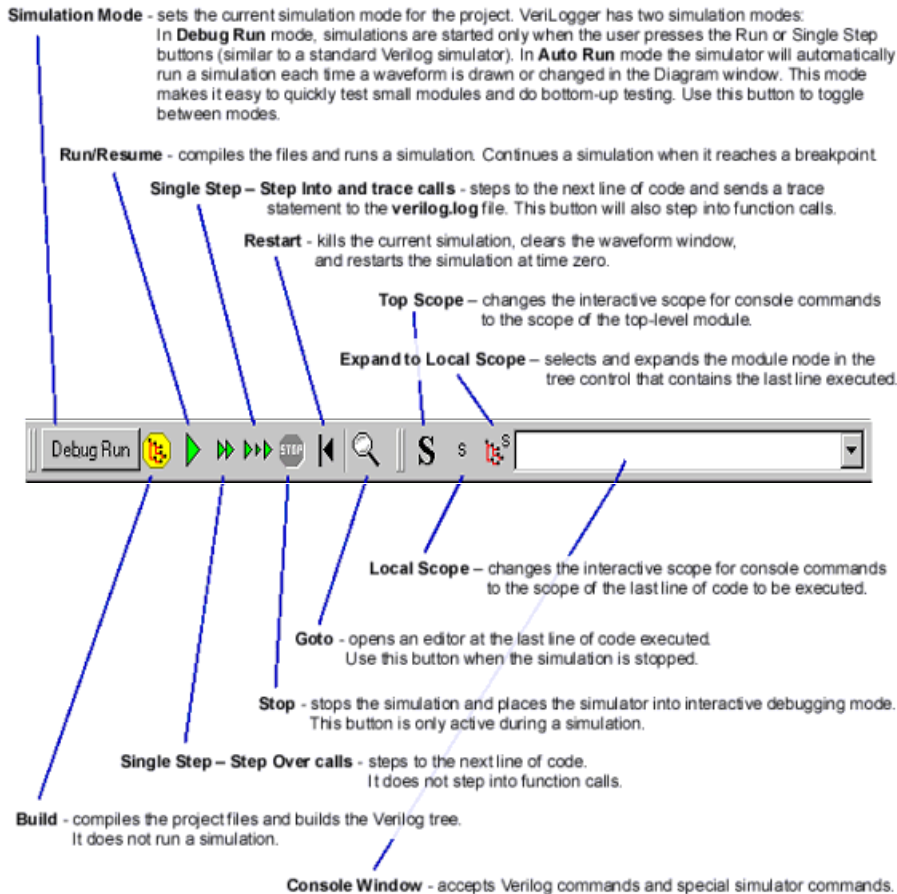 Simulation Mode - sets the current simulation mode for the project. VeriLogger has two simulation modes:
In Debug Run mode, simulations are started only when the user presses the Run or Single Step
buttons (similar to a standard Verilog simulator). In Auto Run mode the simulator will automatically
run a simulation each time a waveform is drawn or changed in the Diagram window. This mode
makes it easy to quickly test small modules and do bottom-up testing. Use this button to toggle
between modes.
Run/Resume - compiles the files and runs a simulation. Continues a simulation when it reaches a breakpoint.
Single Step – Step Into and trace calls - steps to the next line of code and sends a trace
statement to the verilog.log file. This button will also step into function calls.
Restart - kills the current simulation, clears the waveform window,
and restarts the simulation at time zero.
Top Scope – changes the interactive scope for console commands
to the scope of the top-level module.
Expand to Local Scope – selects and expands the module node in the
tree control that contains the last line executed.
Debug Run STOP S s S
Local Scope – changes the interactive scope for console commands
to the scope of the last line of code to be executed.
Goto - opens an editor at the last line of code executed.
Use this button when the simulation is stopped.
Stop - stops the simulation and places the simulator into interactive debugging mode.
This button is only active during a simulation.
Single Step – Step Over calls - steps to the next line of code.
It does not step into function calls.
Build - compiles the project files and builds the Verilog tree.
It does not run a simulation.
Console Window - accepts Verilog commands and special simulator commands.